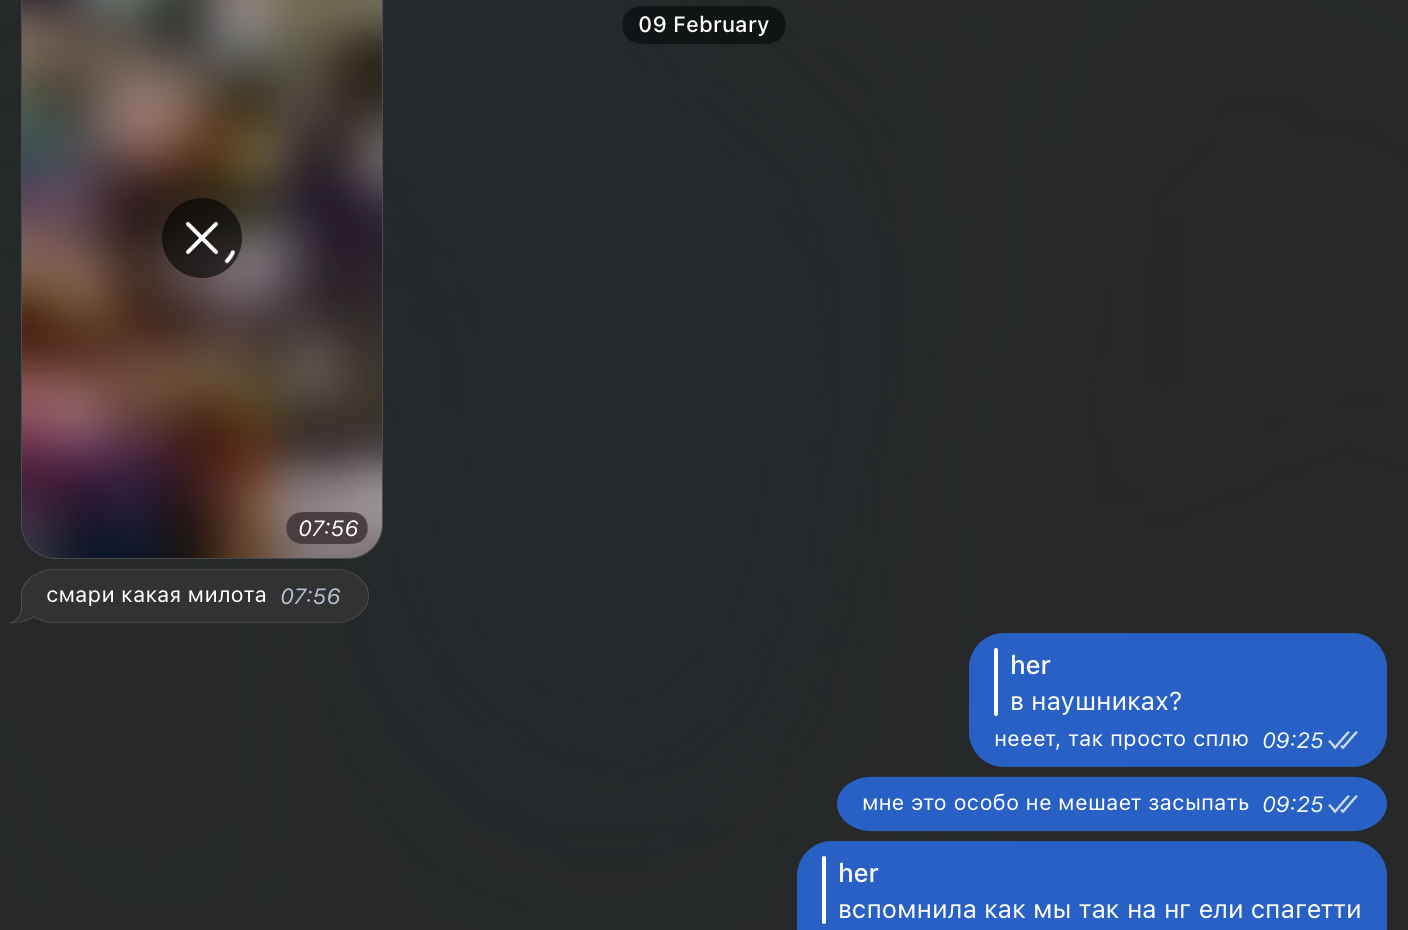 09 February
07:56
смари какая милота 07:56
her
в наушниках?
нееет, так просто сплю 09:25
мне это особо не мешает засыпать 09:25
her
вспомнила как мы так на нг ели спагетти